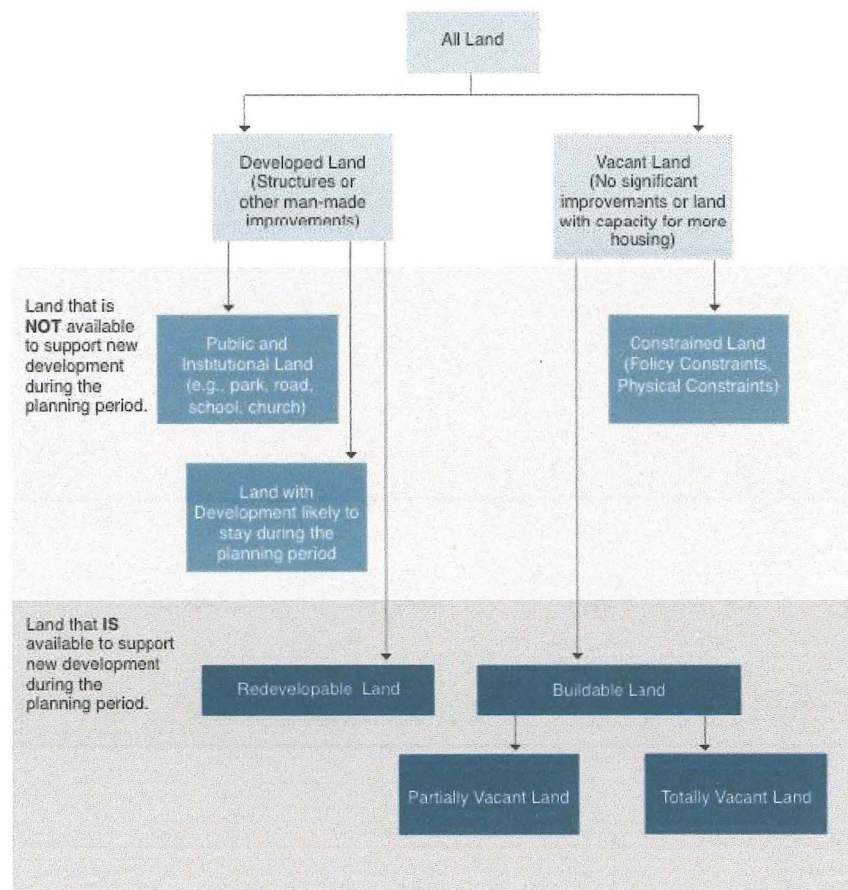 All Land
Developed Land
(Structures or
other man-made
improvements)
Vacant Land
(No significant
improvements or land
with capacity for more
housing)
Land that is
NOT available
to support new
development
during the
planning period.
Public and
Institutional Land
(e.g., park, road,
school, church)
Constrained Land
(Policy Constraints,
Physical Constraints)
Land with
Development likely to
stay during the
planning period
Land that IS
available to support
new development
during the
planning period.
Redevelopable Land
Buildable Land
Partially Vacant Land
Totally Vacant Land